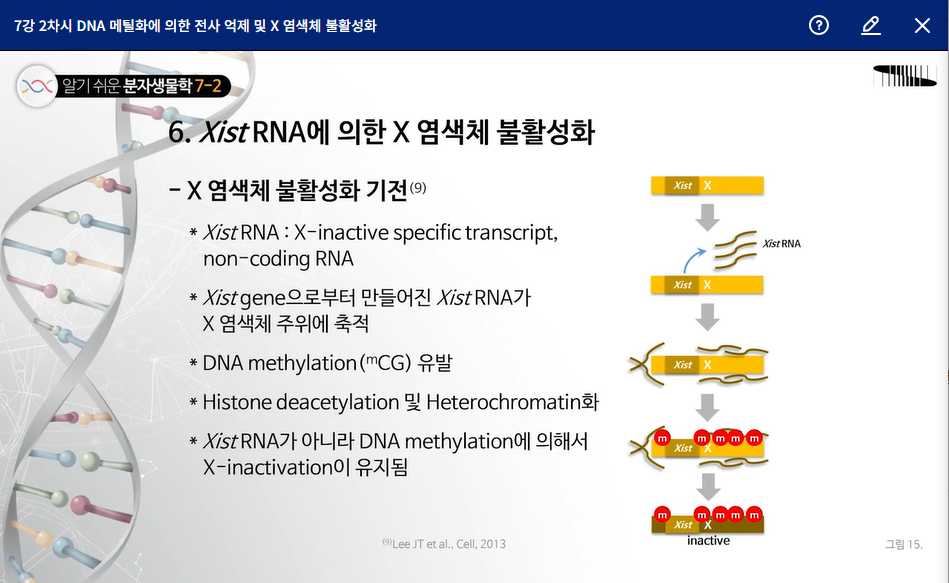 7강 2차시 DNA 메틸화에 의한 전사 억제 및 X 염색체 불활성화
알기 쉬운 분자생물학 7-2
6. Xist RNA에 의한 X 염색체 불활성화
- X 염색체 불활성화 기전(9)
* Xist RNA : X-inactive specific transcript,
non-coding RNA
* Xist gene으로부터 만들어진 Xist RNA가
X 염색체 주위에 축적
* DNA methylation(mCG) 유발
* Histone deacetylation 및 Heterochromatin화
* Xist RNA가 아니라 DNA methylation에 의해서
X-inactivation이 유지됨
Xist X
Xist RNA
Xist X
Xist X
m m m m m
Xist X
m m m m m
Xist X
inactive
(9)Lee JT et al., Cell, 2013
그림 15.